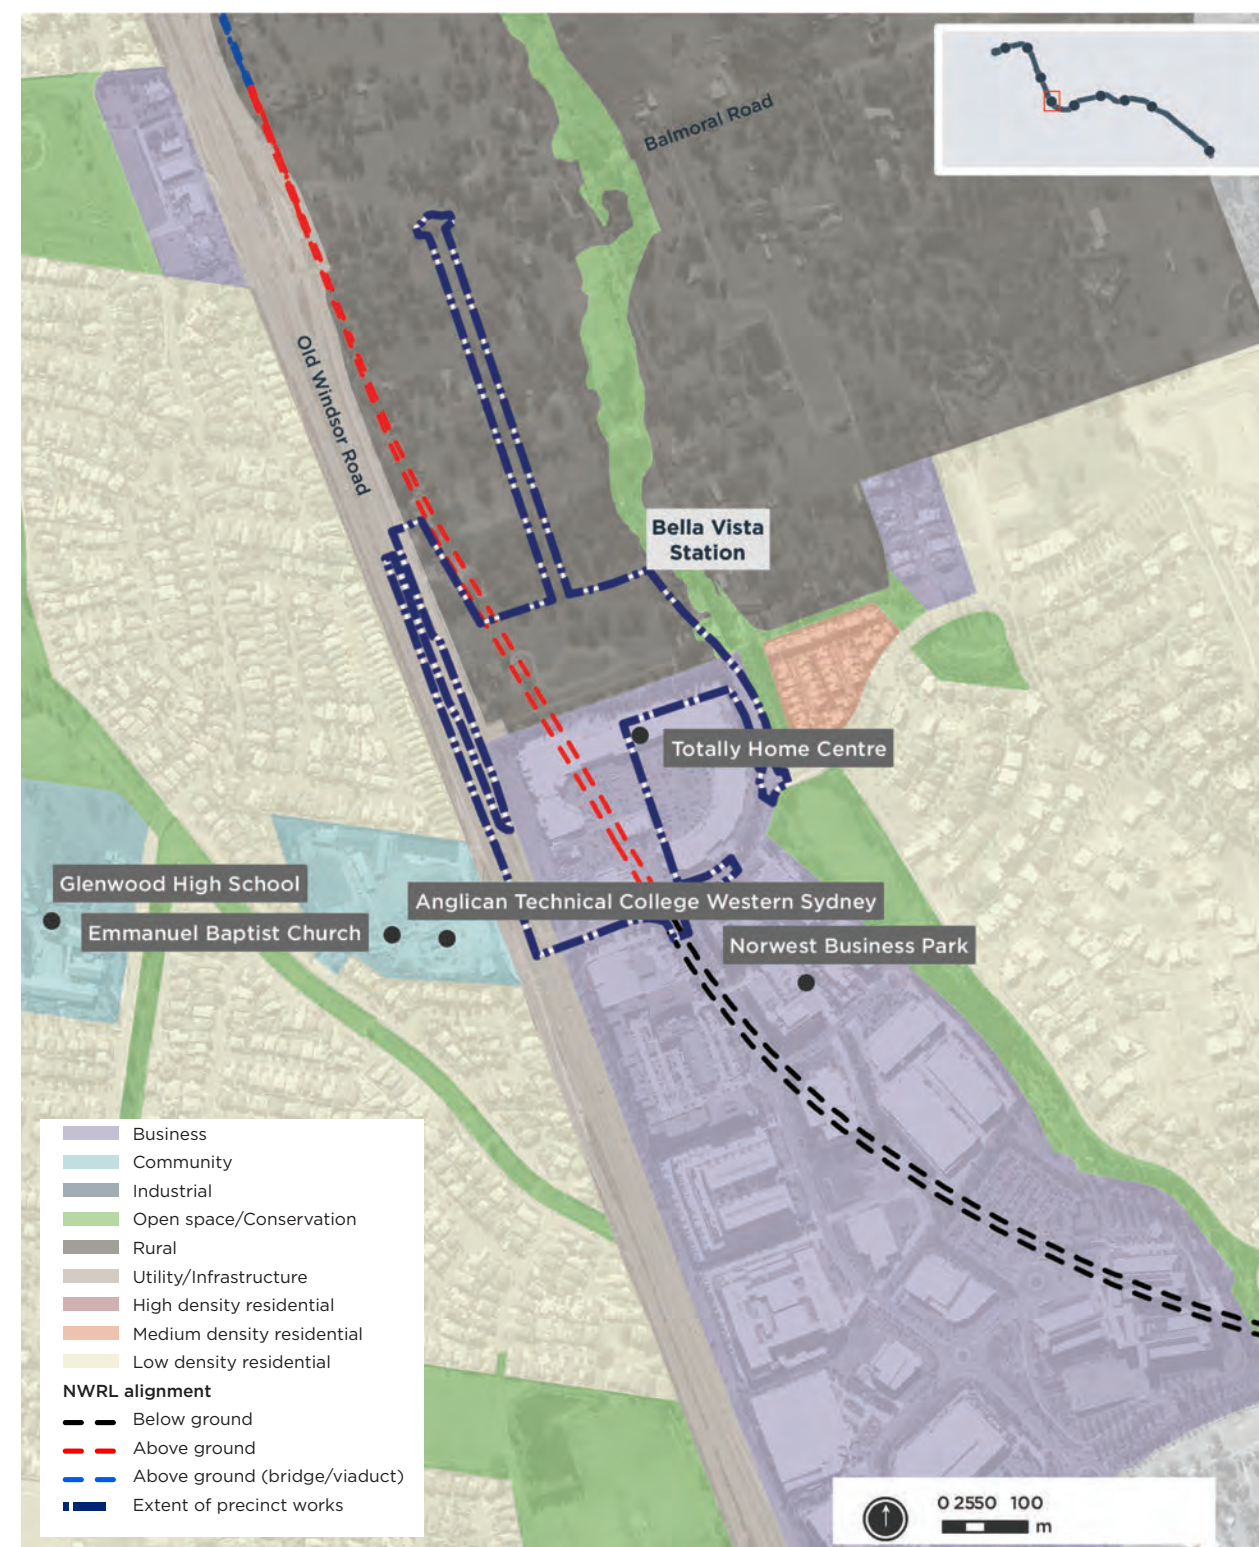 Balmoral Road
Old Windsor Road
Bella Vista
Station
Totally Home Centre
Glenwood High School
Anglican Technical College Western Sydney
Emmanuel Baptist Church
Norwest Business Park
Business
Community
Industrial
Open space/Conservation
Rural
Utility/Infrastructure
High density residential
Medium density residential
Low density residential
NWRL alignment
Below ground
Above ground
Above ground (bridge/viaduct)
Extent of precinct works
0 2550 100
m